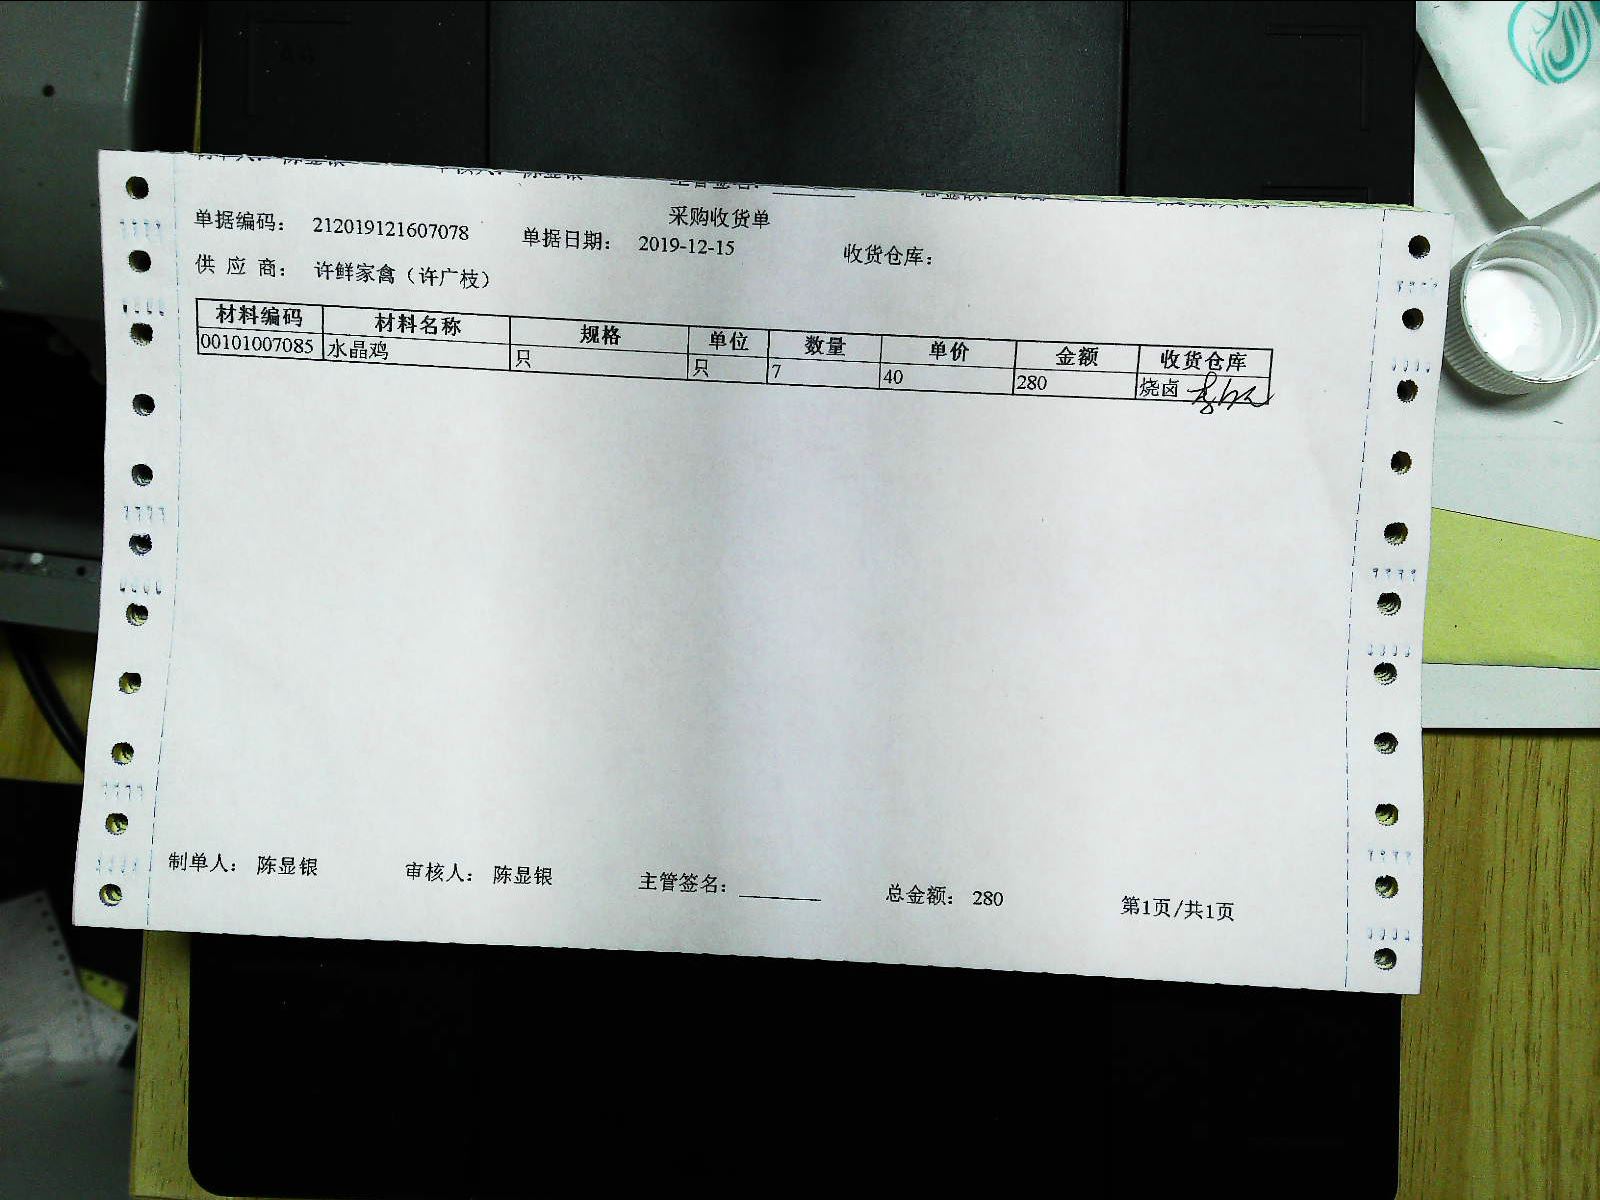 采购收货单
单据编码： 212019121607078 单据日期： 2019-12-15 收货仓库：
供 应 商： 许鲜家禽（许广枝）
材料编码 材料名称 规格 单位 数量 单价 金额 收货仓库
00101007085 水晶鸡 只 只 7 40 280 烧卤
制单人： 陈显银 审核人： 陈显银 主管签名： 总金额： 280 第1页/共1页